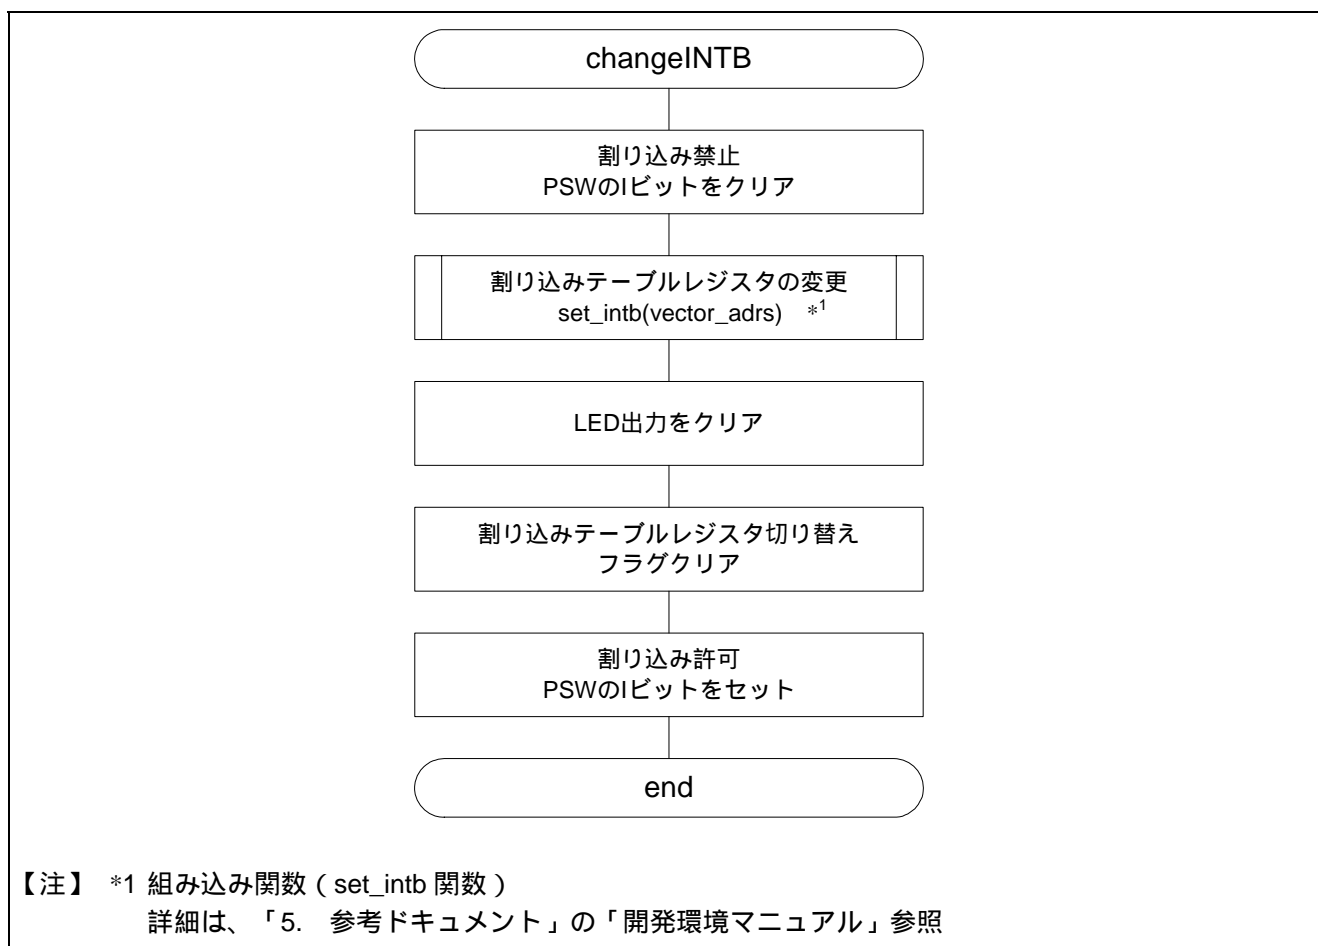 changeINTB
割り込み禁止
PSWのIビットをクリア
割り込みテーブルレジスタの変更
set_intb(vector_adrs) *1
LED出力をクリア
割り込みテーブルレジスタ切り替え
フラグクリア
割り込み許可
PSWのIビットをセット
end
【注】 *1 組み込み関数(set_intb 関数)
詳細は、「5. 参考ドキュメント」の「開発環境マニュアル」参照